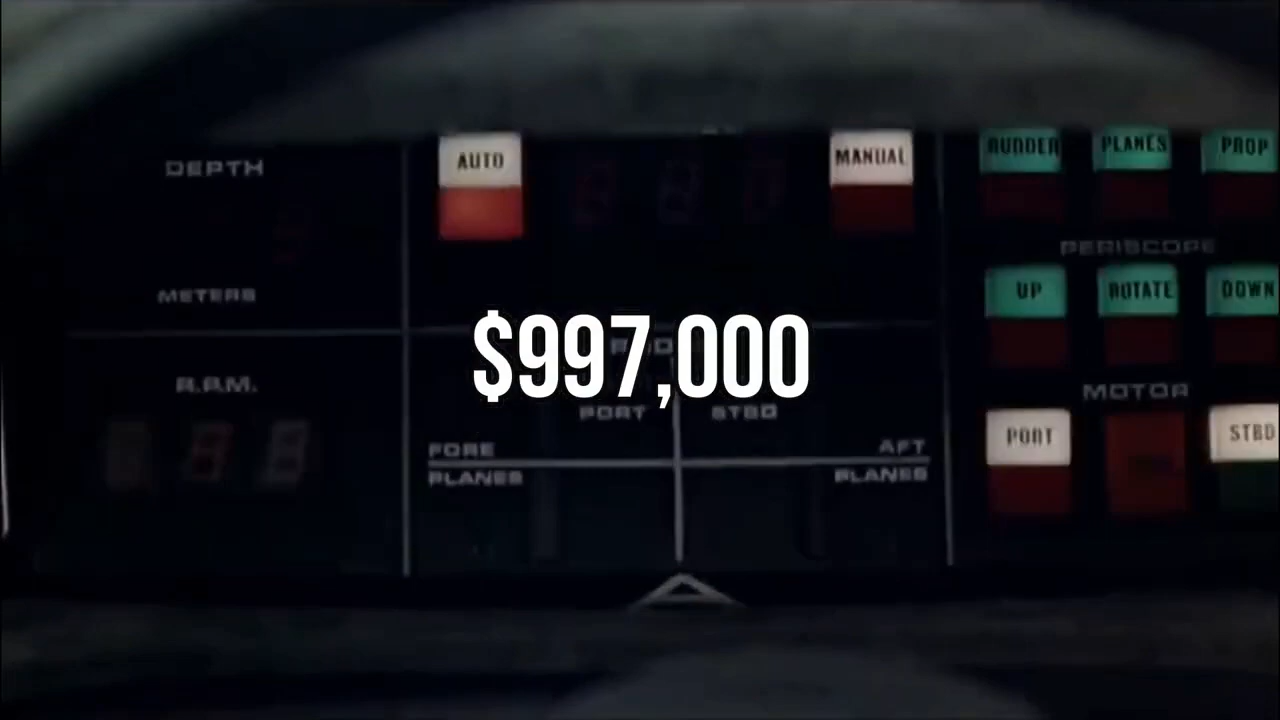 DEPTH
AUTO
MANUAL
RUDDER
PLANES
PROP
PERISCOPE
METERS
UP
ROTATE
DOWN
$997,000
R.P.M.
MOTOR
PORT
STBD
PORT
STBD
FORE
PLANES
AFT
PLANES